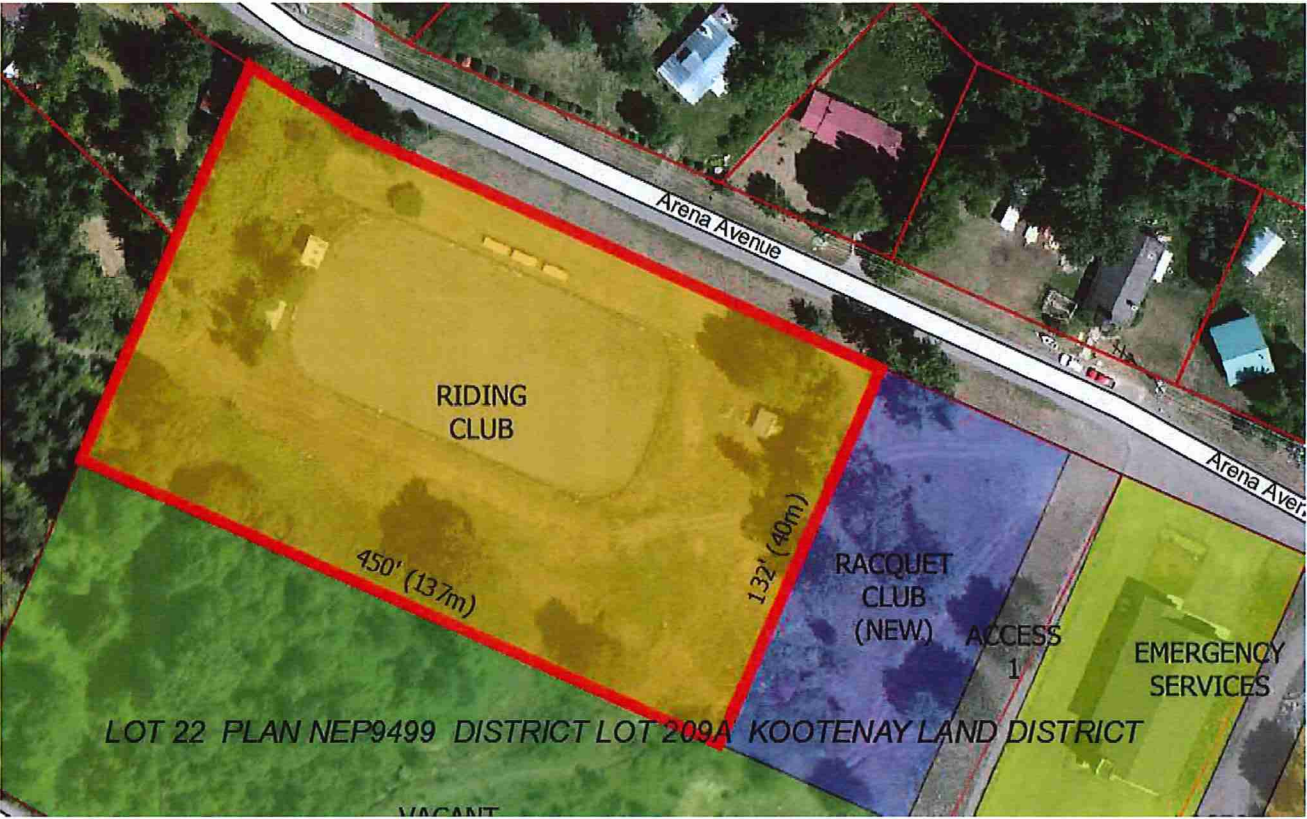 Arena Avenue
RIDING
CLUB
Arena Aven
450' (137m)
132' (40m)
RACQUET
CLUB
(NEW)
ACCESS
1
EMERGENCY
SERVICES
LOT 22 PLAN NEP9499 DISTRICT LOT 209A KOOTENAY LAND DISTRICT
VACANT